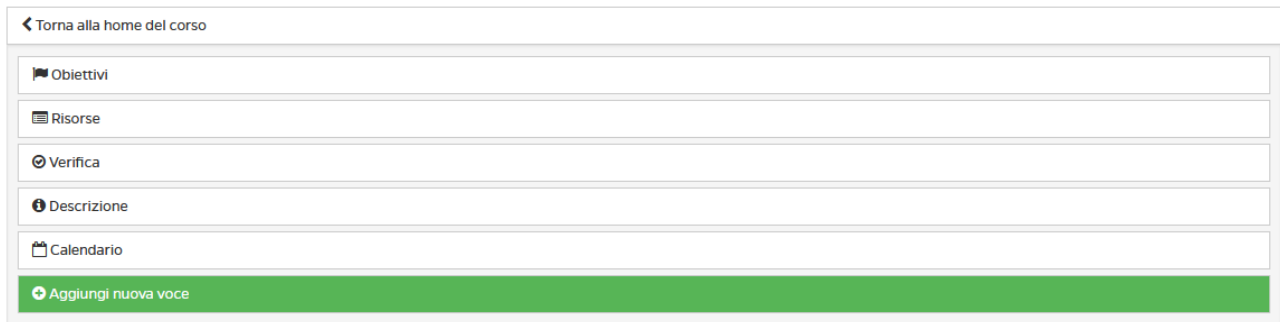 Torna alla home del corso
Obiettivi
Risorse
Verifica
Descrizione
Calendario
Aggiungi nuova voce